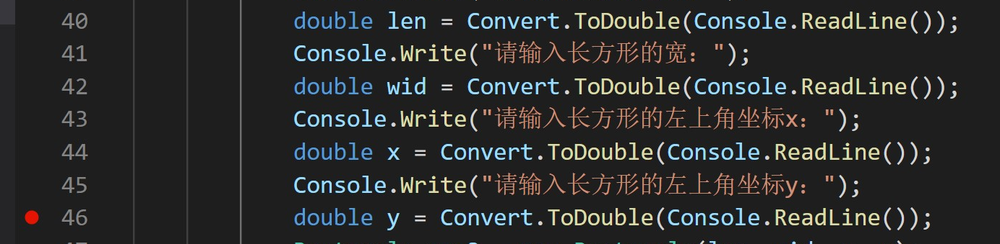 40 double len = Convert.ToDouble(Console.ReadLine());
41 Console.Write("请输入长方形的宽：");
42 double wid = Convert.ToDouble(Console.ReadLine());
43 Console.Write("请输入长方形的左上角坐标x：");
44 double x = Convert.ToDouble(Console.ReadLine());
45 Console.Write("请输入长方形的左上角坐标y：");
46 double y = Convert.ToDouble(Console.ReadLine());